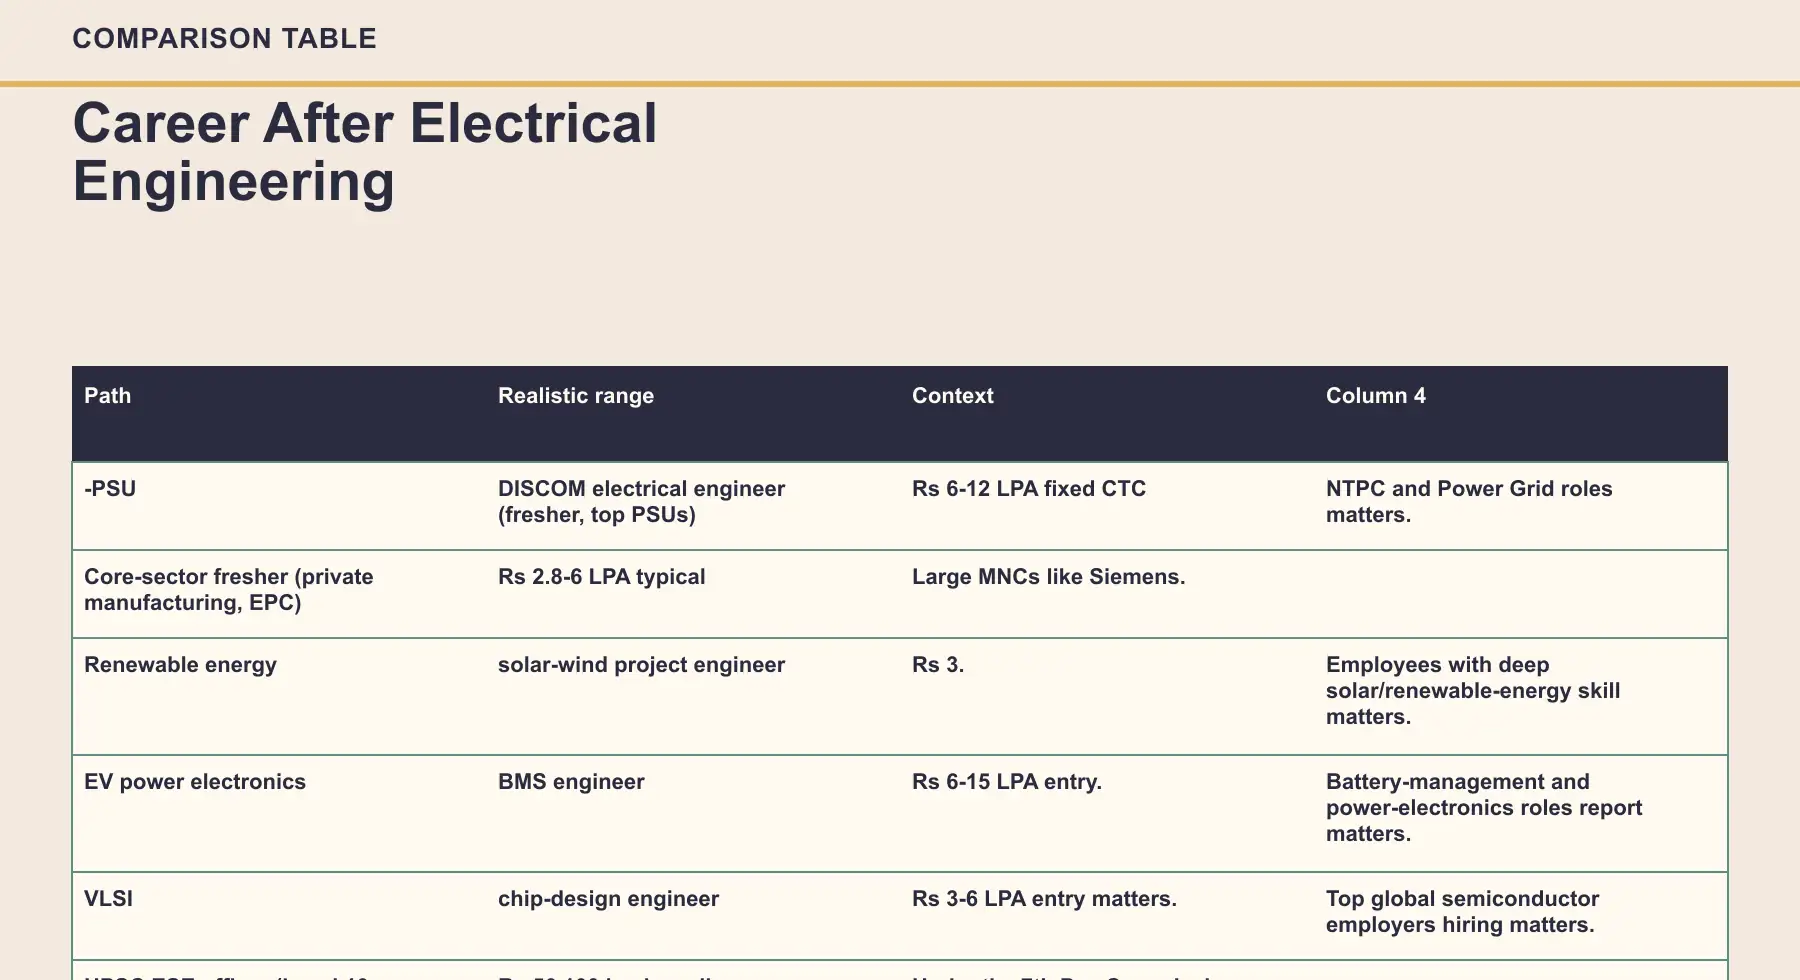 COMPARISON TABLE
Career After Electrical
Engineering
Path
Realistic range
Context
Column 4
-PSU
DISCOM electrical engineer
(fresher, top PSUs)
Rs 6-12 LPA fixed CTC
NTPC and Power Grid roles
matters.
Core-sector fresher (private
manufacturing, EPC)
Rs 2.8-6 LPA typical
Large MNCs like Siemens.
Renewable energy
solar-wind project engineer
Rs 3.
Employees with deep
solar/renewable-energy skill
matters.
EV power electronics
BMS engineer
Rs 6-15 LPA entry.
Battery-management and
power-electronics roles report
matters.
VLSI
chip-design engineer
Rs 3-6 LPA entry matters.
Top global semiconductor
employers hiring matters.